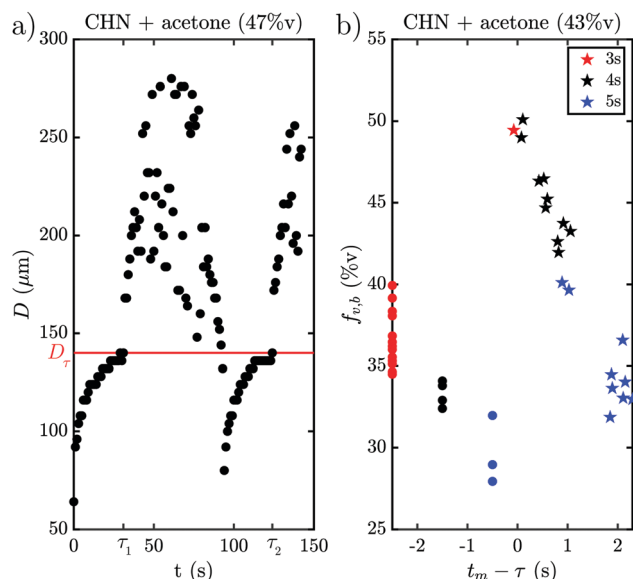 a)
CHN + acetone (47%v)
300
250
200
150
100
50
D (μm)
D_τ
0
τ_1
50
100
τ_2
150
t (s)
b)
CHN + acetone (43%v)
55
50
45
40
35
30
25
f_{v,b} (%v)
3s
4s
5s
-2
-1
0
1
2
t_m − τ (s)